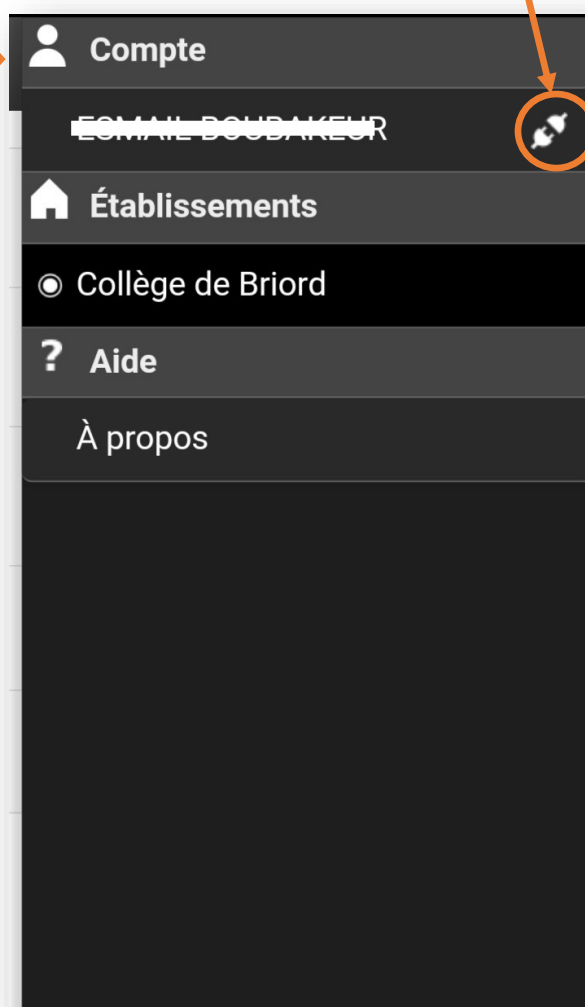 Compte
Établissements
Collège de Briord
? Aide
À propos